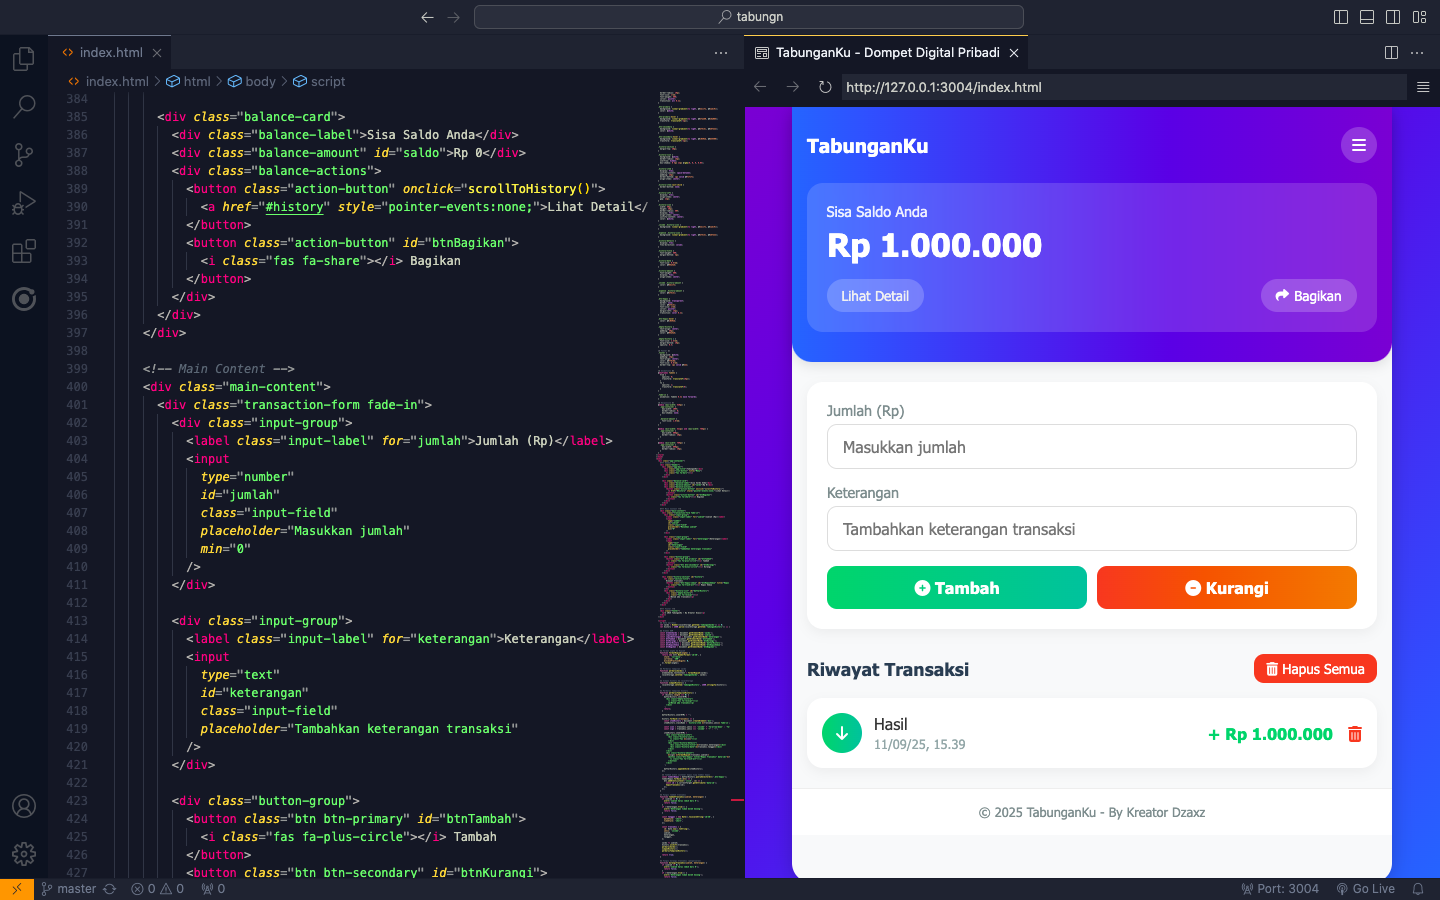 tabungn
index.html
index.html > html > body > script
384
385 <div class="balance-card">
386 <div class="balance-label">Sisa Saldo Anda</div>
387 <div class="balance-amount" id="saldo">Rp 0</div>
388 <div class="balance-actions">
389 <button class="action-button" onclick="scrollToHistory()">
390 <a href="#history" style="pointer-events:none;">Lihat Detail</
391 </button>
392 <button class="action-button" id="btnBagikan">
393 <i class="fas fa-share"></i> Bagikan
394 </button>
395 </div>
396 </div>
397 </div>
398
399 <!-- Main Content -->
400 <div class="main-content">
401 <div class="transaction-form fade-in">
402 <div class="input-group">
403 <label class="input-label" for="jumlah">Jumlah (Rp)</label>
404 <input
405 type="number"
406 id="jumlah"
407 class="input-field"
408 placeholder="Masukkan jumlah"
409 min="0"
410 />
411 </div>
412
413 <div class="input-group">
414 <label class="input-label" for="keterangan">Keterangan</label>
415 <input
416 type="text"
417 id="keterangan"
418 class="input-field"
419 placeholder="Tambahkan keterangan transaksi"
420 />
421 </div>
422
423 <div class="button-group">
424 <button class="btn btn-primary" id="btnTambah">
425 <i class="fas fa-plus-circle"></i> Tambah
426 </button>
427 <button class="btn btn-secondary" id="btnKurangi">
TabunganKu - Dompet Digital Pribadi
http://127.0.0.1:3004/index.html
TabunganKu
Sisa Saldo Anda
Rp 1.000.000
Lihat Detail
Bagikan
Jumlah (Rp)
Masukkan jumlah
Keterangan
Tambahkan keterangan transaksi
Tambah
Kurangi
Riwayat Transaksi
Hapus Semua
Hasil
11/09/25, 15.39
+ Rp 1.000.000
© 2025 TabunganKu - By Kreator Dzaxz
master
0
0
0
Port: 3004
Go Live